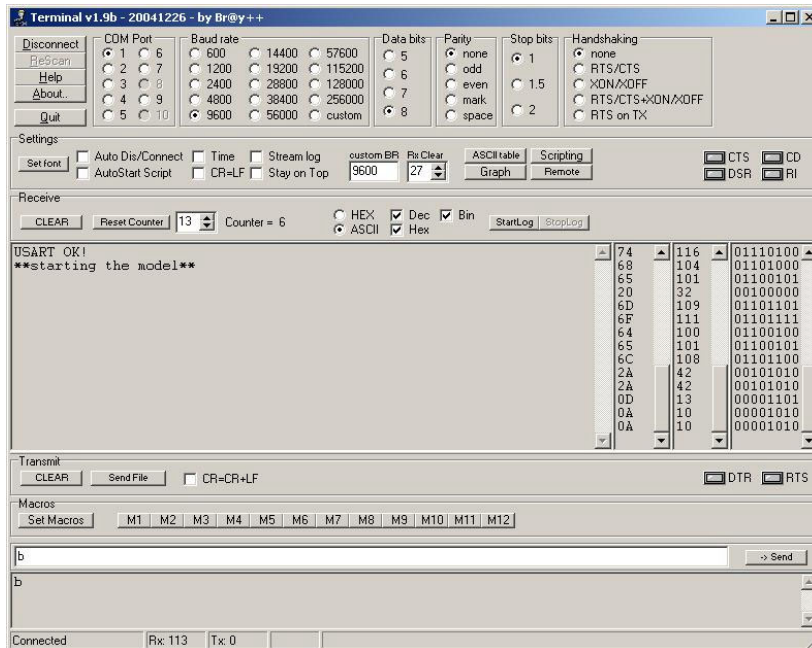 Terminal v1.9b - 20041226 - by Br@y++
Disconnect
ReScan
Help
About..
Quit
COM Port
1 6
2 7
3 8
4 9
5 10
Baud rate
600 14400 57600
1200 19200 115200
2400 28800 128000
4800 38400 256000
9600 56000 custom
Data bits
5
6
7
8
Parity
none
odd
even
mark
space
Stop bits
1
1.5
2
Handshaking
none
RTS/CTS
XON/XOFF
RTS/CTS+XON/XOFF
RTS on TX
Settings
Set font
Auto Dis/Connect Time Stream log
AutoStart Script CR=LF Stay on Top
custom BR Rx Clear
9600 27
ASCII table Scripting
Graph Remote
CTS CD
DSR RI
Receive
CLEAR Reset Counter 13 Counter = 6
HEX Dec Bin
ASCII Hex
StartLog StopLog
USART OK!
**starting the model**
74 116 01110100
68 104 01101000
65 101 01100101
20 32 00100000
6D 109 01101101
6F 111 01101111
64 100 01100100
65 101 01100101
6C 108 01101100
2A 42 00101010
2A 42 00101010
0D 13 00001101
0A 10 00001010
0A 10 00001010
Transmit
CLEAR Send File CR=CR+LF
DTR RTS
Macros
Set Macros M1 M2 M3 M4 M5 M6 M7 M8 M9 M10 M11 M12
b
-> Send
b
Connected Rx: 113 Tx: 0